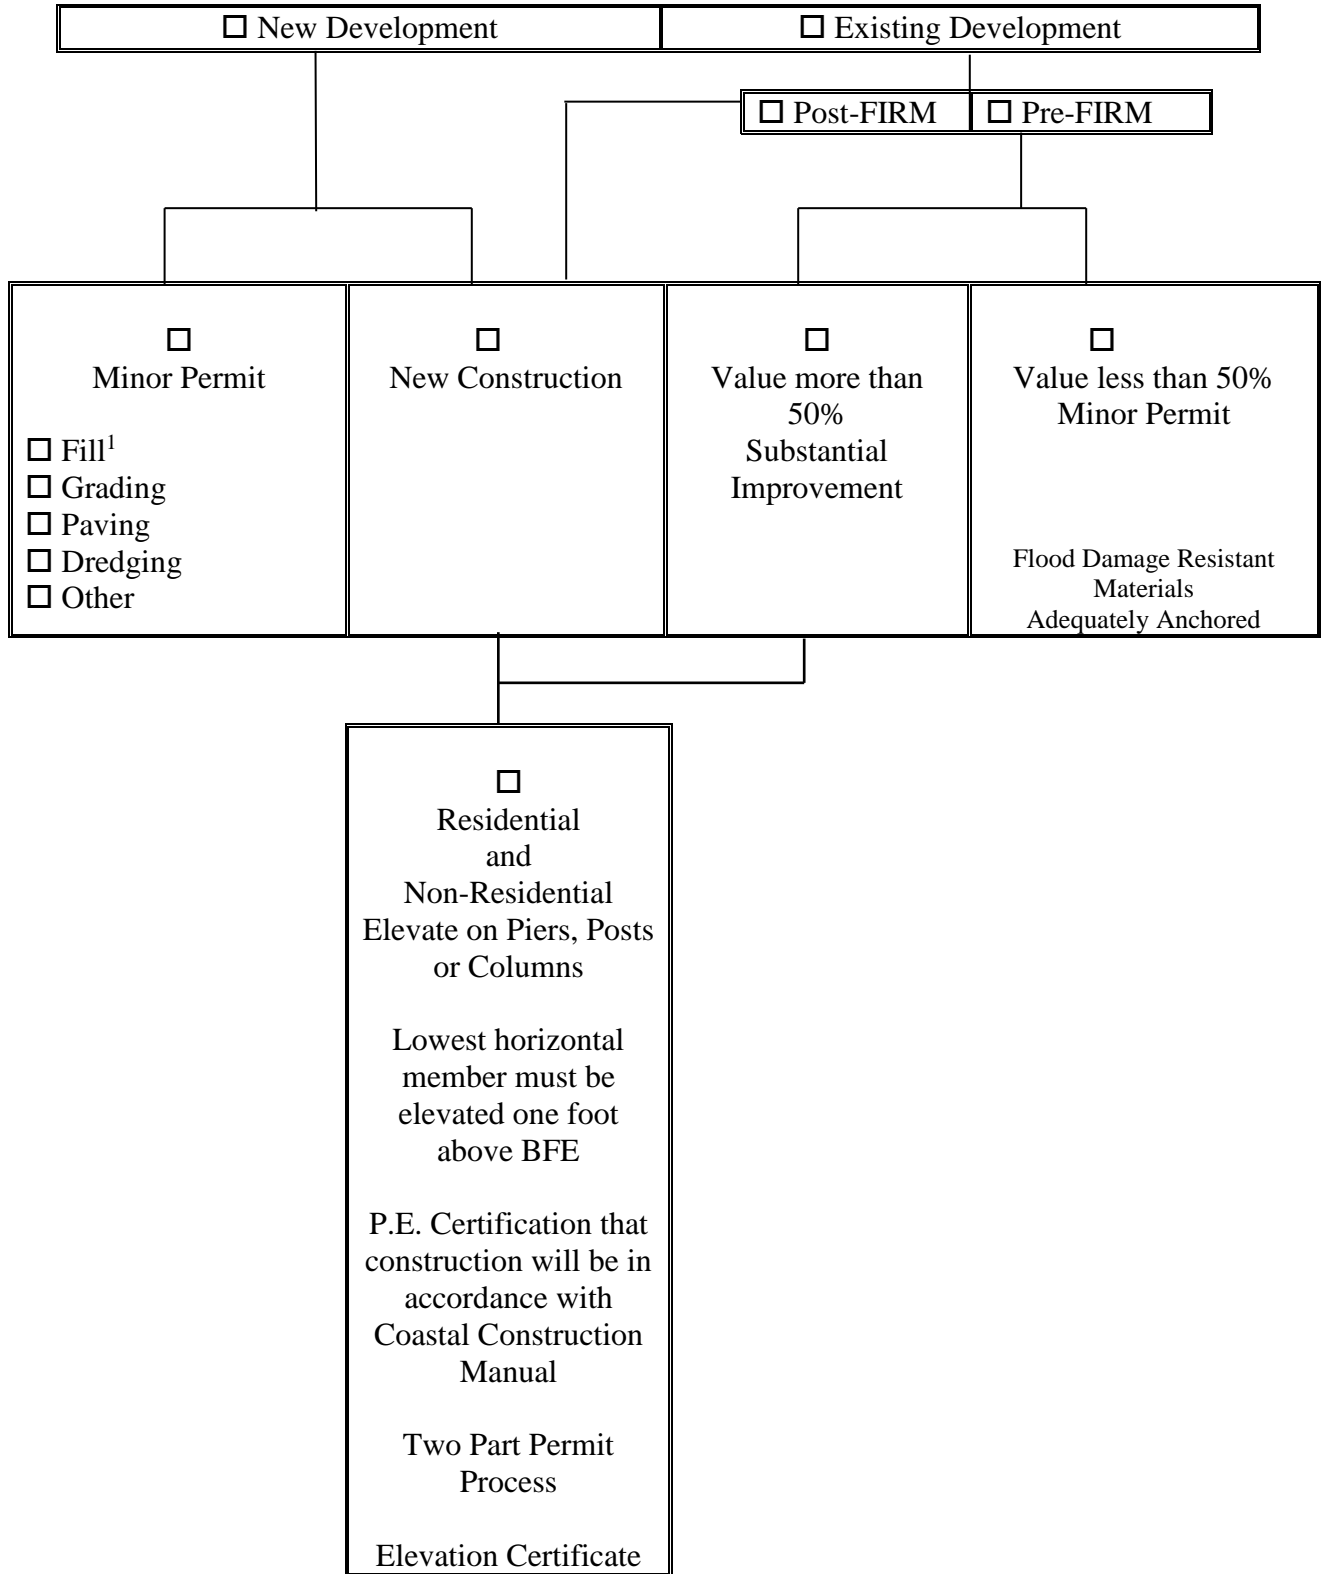 ☐ New Development
☐ Existing Development
☐ Post-FIRM
☐ Pre-FIRM
☐
Minor Permit
☐ Fill¹
☐ Grading
☐ Paving
☐ Dredging
☐ Other
☐
New Construction
☐
Value more than
50%
Substantial
Improvement
☐
Value less than 50%
Minor Permit
Flood Damage Resistant
Materials
Adequately Anchored
☐
Residential
and
Non-Residential
Elevate on Piers, Posts
or Columns
Lowest horizontal
member must be
elevated one foot
above BFE
P.E. Certification that
construction will be in
accordance with
Coastal Construction
Manual
Two Part Permit
Process
Elevation Certificate